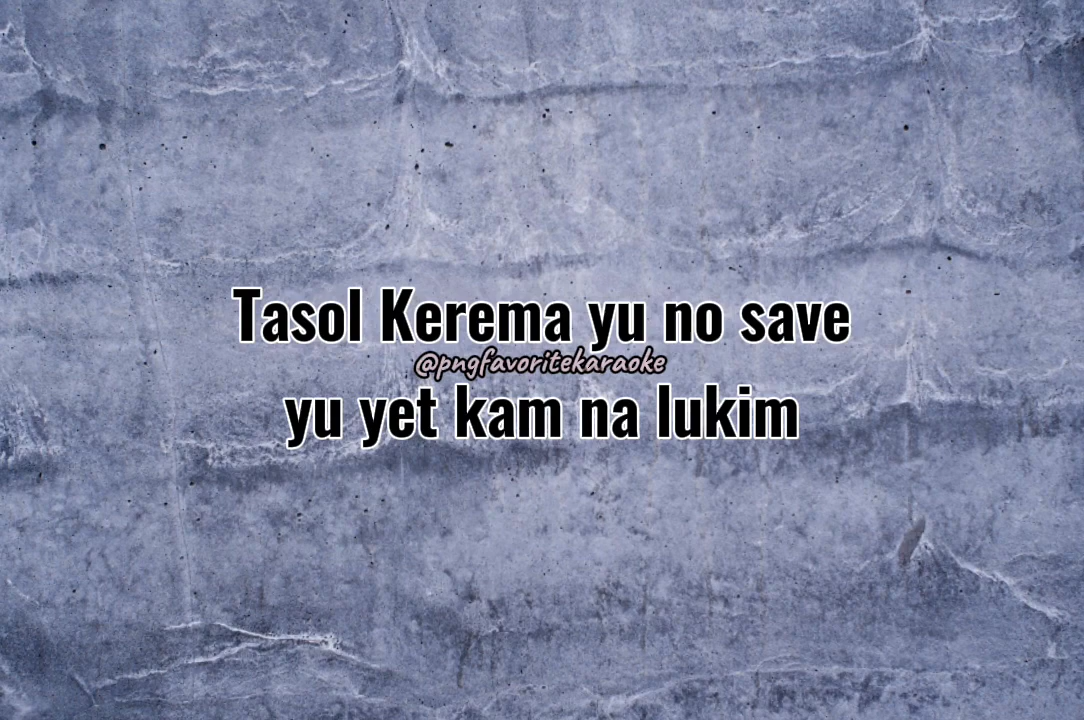 Tasol Kerema yu no save
@pngfavoritekaraoke
yu yet kam na lukim